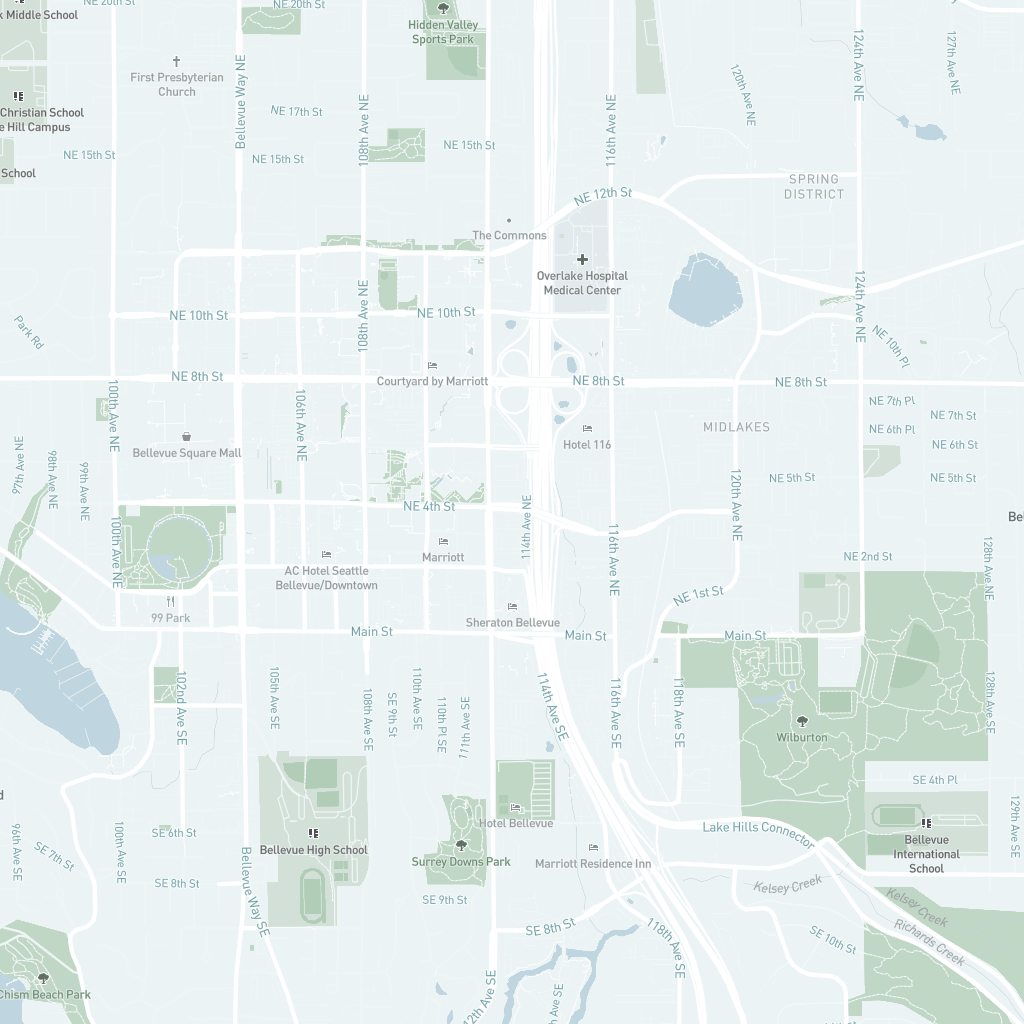 NE 20th St
NE 20th St
Middle School
Hidden Valley
Sports Park
124th Ave NE
127th Ave NE
Bellevue Way NE
First Presbyterian
Church
120th Ave NE
108th Ave NE
116th Ave NE
NE 17th St
Christian School
Hill Campus
NE 15th St
NE 15th St
NE 15th St
School
SPRING
DISTRICT
NE 12th St
The Commons
Overlake Hospital
Medical Center
124th Ave NE
108th Ave NE
NE 10th St
NE 10th St
Park Rd
NE 10th Pl
NE 8th St
Courtyard by Marriott
NE 8th St
NE 8th St
100th Ave NE
106th Ave NE
NE 7th Pl
NE 7th St
NE 6th Pl
NE 6th St
MIDLAKES
Hotel 116
Bellevue Square Mall
97th Ave NE
98th Ave NE
99th Ave NE
NE 5th St
NE 5th St
120th Ave NE
NE 4th St
114th Ave NE
100th Ave NE
116th Ave NE
128th Ave NE
Marriott
NE 2nd St
AC Hotel Seattle
Bellevue/Downtown
NE 1st St
99 Park
Sheraton Bellevue
Main St
Main St
Main St
102nd Ave SE
105th Ave SE
108th Ave SE
SE 9th St
110th Ave SE
110th Pl SE
111th Ave SE
114th Ave SE
116th Ave SE
118th Ave SE
128th Ave SE
Wilburton
SE 4th Pl
129th Ave SE
96th Ave SE
100th Ave SE
SE 6th St
SE 7th St
Hotel Bellevue
Lake Hills Connector
Bellevue High School
Surrey Downs Park
Marriott Residence Inn
Bellevue
International
School
SE 8th St
Bellevue Way SE
Kelsey Creek
Kelsey Creek
SE 9th St
SE 8th St
118th Ave SE
SE 10th St
Richards Creek
Chism Beach Park